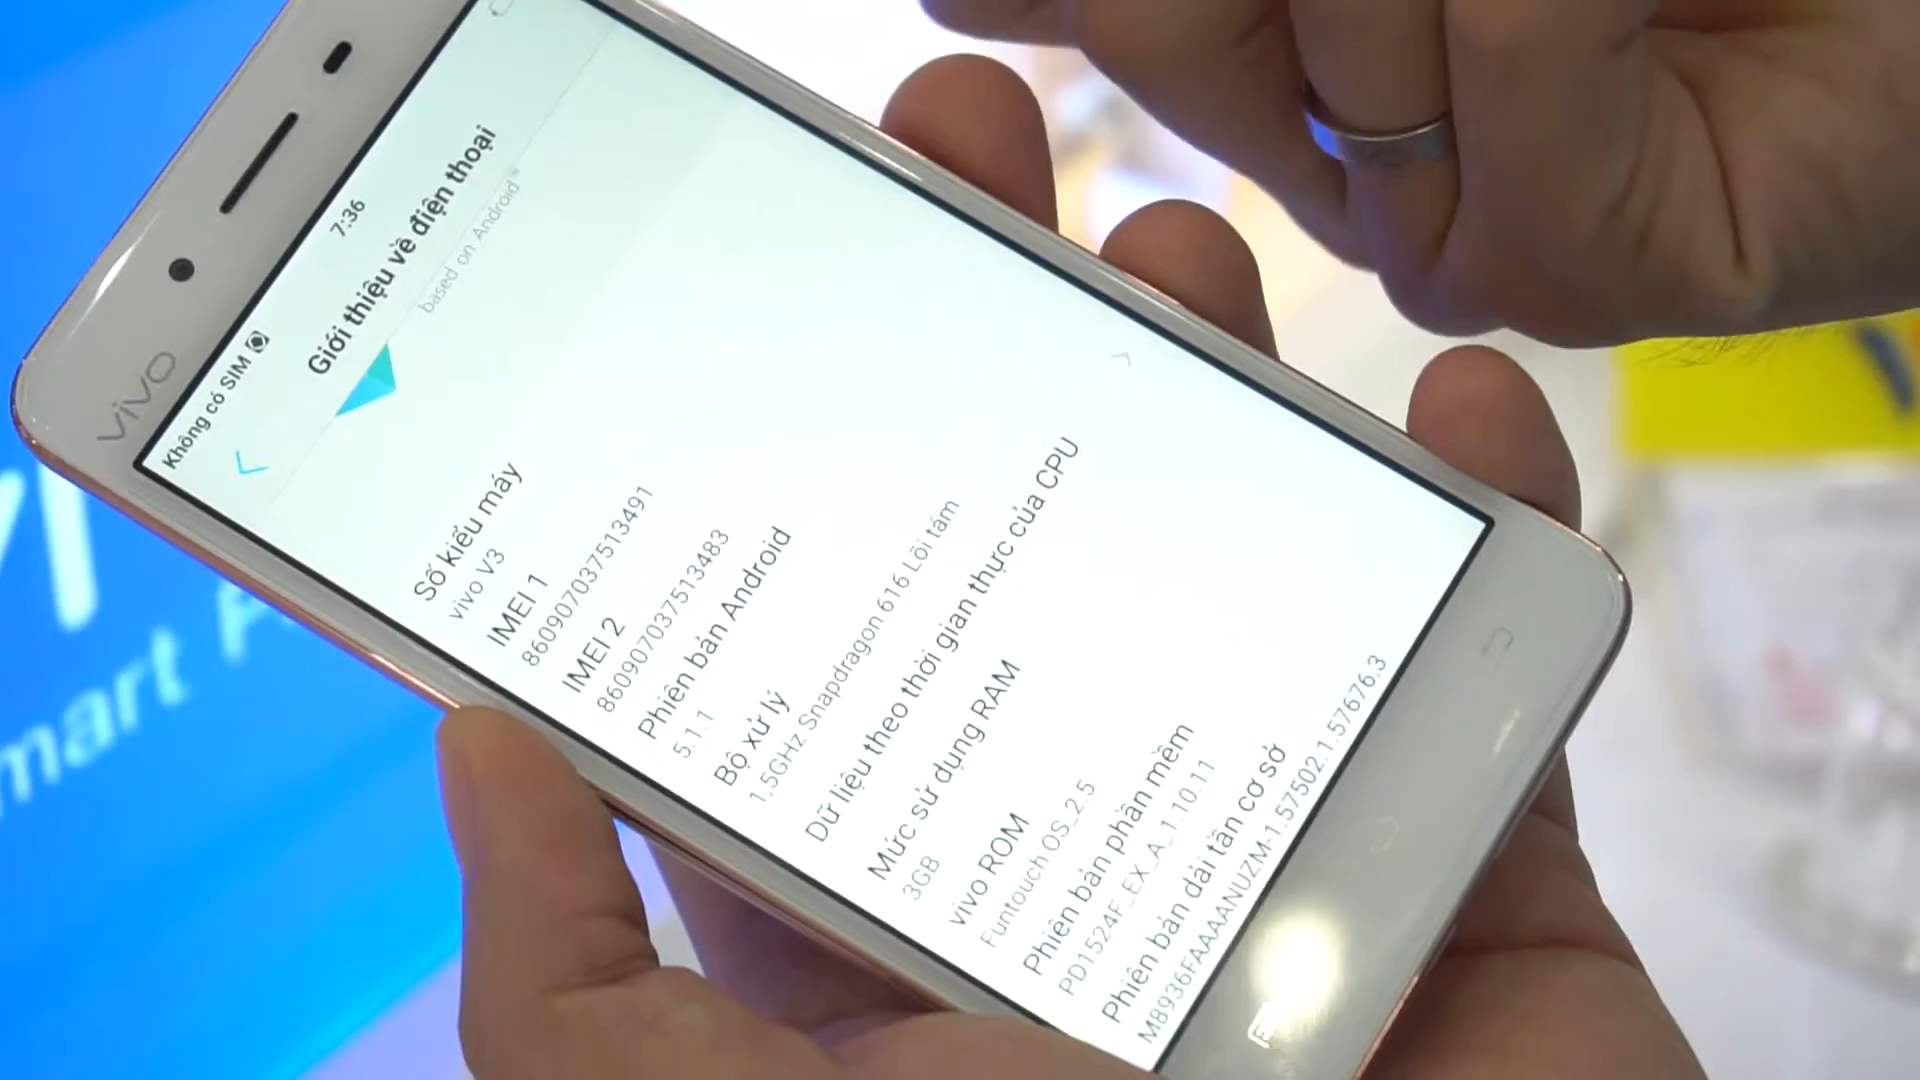 vivo
Không có SIM
7:36
Giới thiệu về điện thoại
based on Android™
Số kiểu máy
vivo V3
IMEI 1
860907037513491
IMEI 2
860907037513483
Phiên bản Android
5.1.1
Bộ xử lý
1,5GHz Snapdragon 616 Lõi tám
Dữ liệu theo thời gian thực của CPU
Mức sử dụng RAM
3GB
vivo ROM
Funtouch OS_2.5
Phiên bản phần mềm
PD1524F_EX_A_1.10.11
Phiên bản dải tần cơ sở
M8936FAAAANUZM-1.57502.1.57676.3
mart